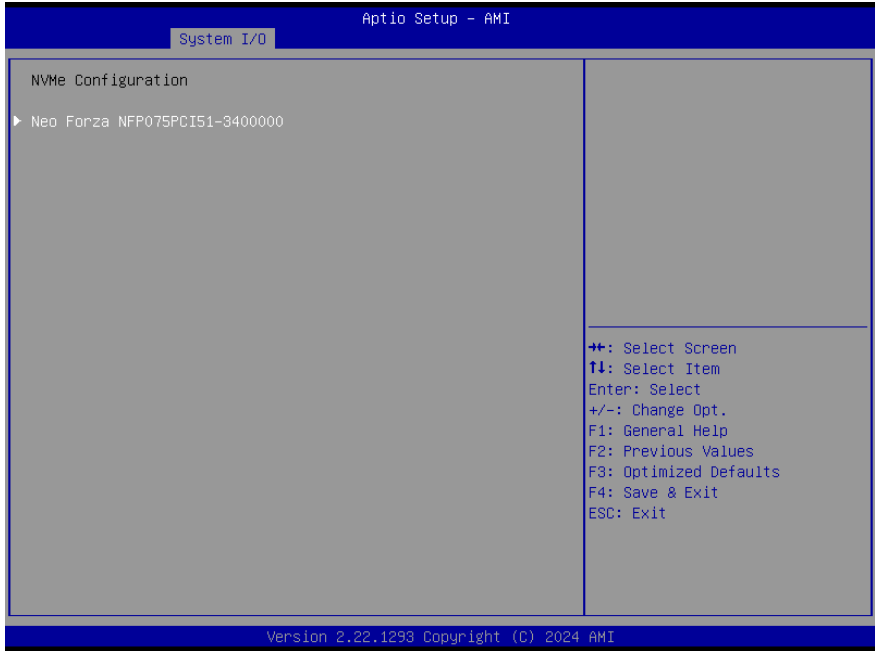 Aptio Setup – AMI
System I/O
NVMe Configuration
Neo Forza NFP075PCI51-3400000
→←: Select Screen
↑↓: Select Item
Enter: Select
+/-: Change Opt.
F1: General Help
F2: Previous Values
F3: Optimized Defaults
F4: Save & Exit
ESC: Exit
Version 2.22.1293 Copyright (C) 2024 AMI